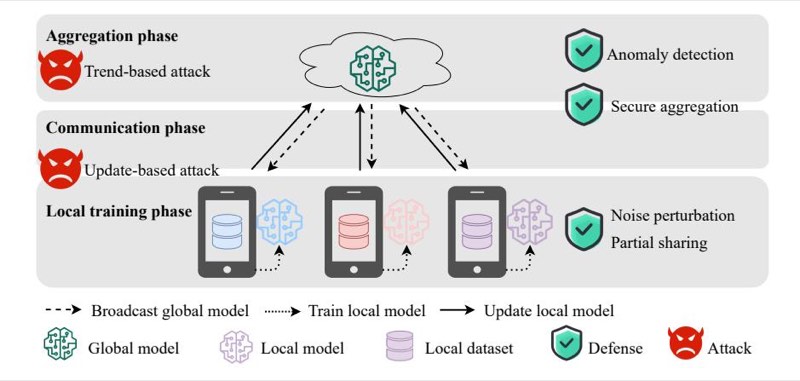 Aggregation phase
Trend-based attack
Anomaly detection
Secure aggregation
Communication phase
Update-based attack
Local training phase
Noise perturbation
Partial sharing
Broadcast global model
Train local model
Update local model
Global model
Local model
Local dataset
Defense
Attack